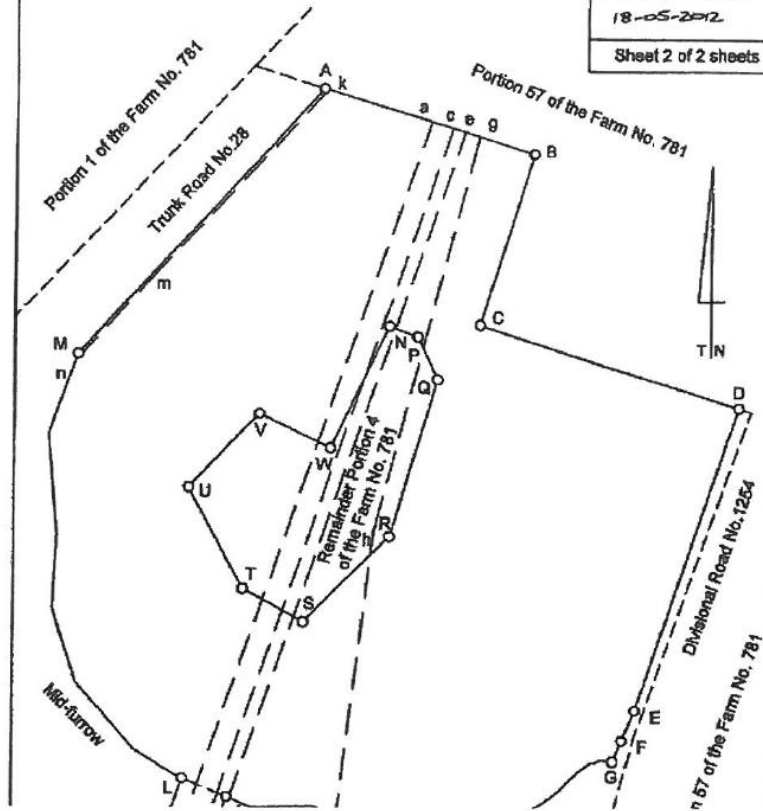 18-05-2012
Sheet 2 of 2 sheets
Portion 1 of the Farm No. 781
Trunk Road No.28
A
k
a
c
e
g
Portion 57 of the Farm No. 781
B
m
M
n
C
T N
N
P
Q
D
V
W
U
Remainder Portion 4
of the Farm No. 781
R
h
T
S
Divisional Road No.1254
Mid-furrow
E
F
G
L
n 57 of the Farm No. 781